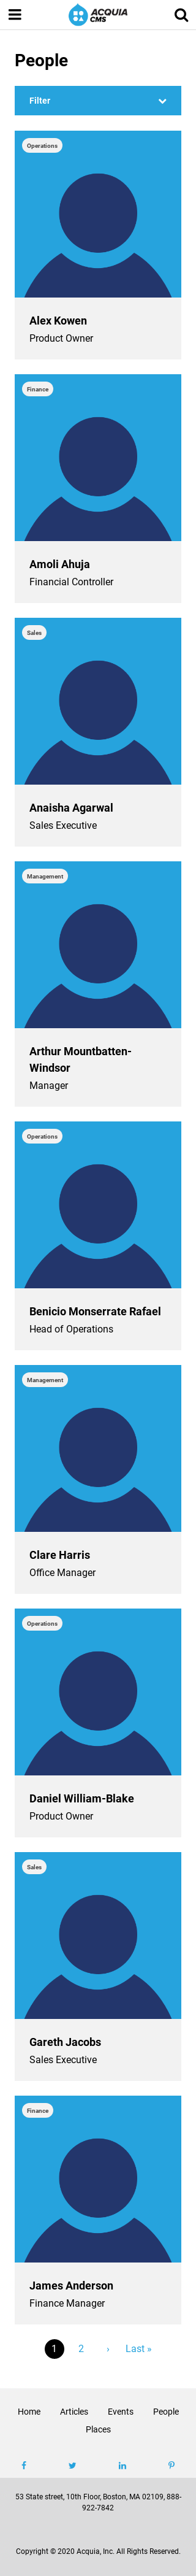 ACQUIA
CMS
People
Filter
Operations
Alex Kowen
Product Owner
Finance
Amoli Ahuja
Financial Controller
Sales
Anaisha Agarwal
Sales Executive
Management
Arthur Mountbatten-
Windsor
Manager
Operations
Benicio Monserrate Rafael
Head of Operations
Management
Clare Harris
Office Manager
Operations
Daniel William-Blake
Product Owner
Sales
Gareth Jacobs
Sales Executive
Finance
James Anderson
Finance Manager
1 2 › Last »
Home Articles Events People
Places
53 State street, 10th Floor, Boston, MA 02109, 888-
922-7842
Copyright © 2020 Acquia, Inc. All Rights Reserved.